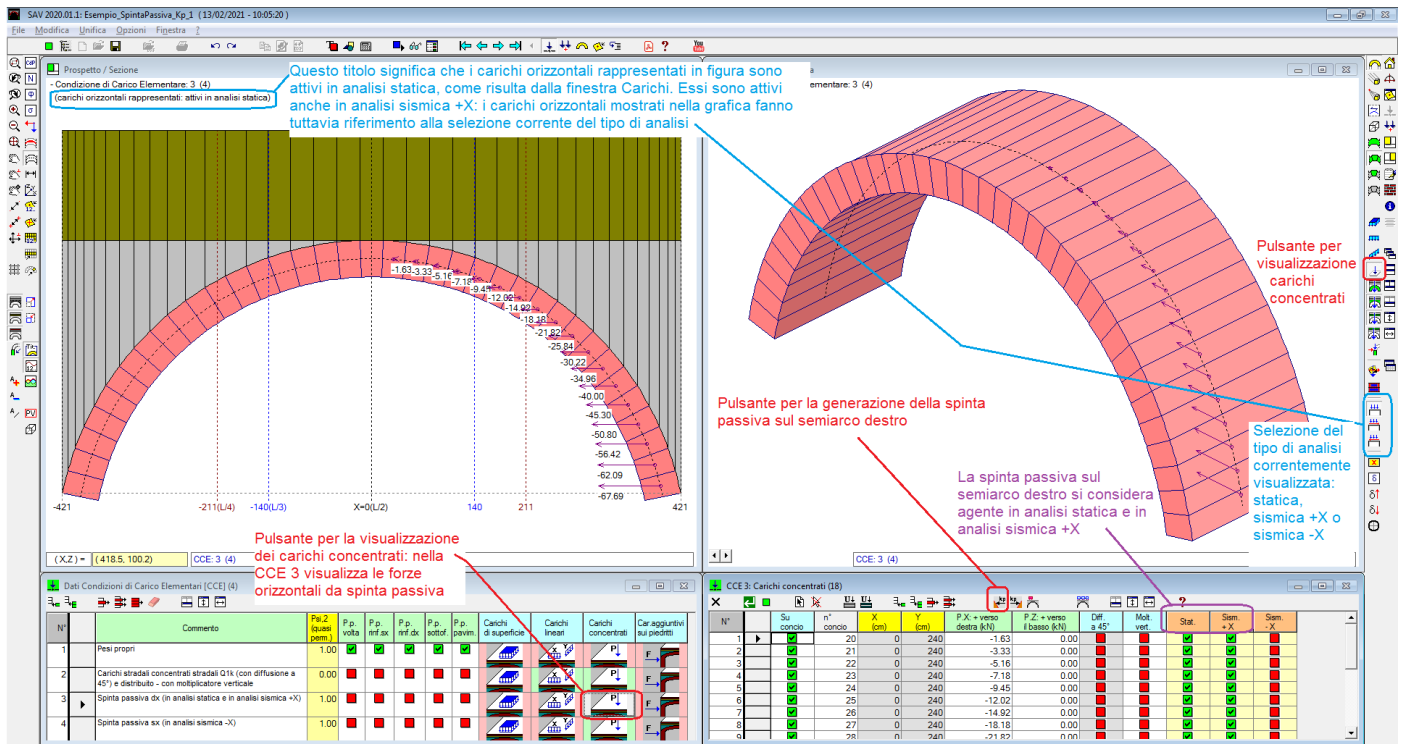 SAV 2020.01.1: Esempio_SpintaPassiva_Kp_1 ( 13/02/2021 - 10:05:20 )
File Modifica Unifica Opzioni Finestra ?
Prospetto / Sezione
- Condizione di Carico Elementare: 3 (4)
(carichi orizzontali rappresentati: attivi in analisi statica)
Questo titolo significa che i carichi orizzontali rappresentati in figura sono
attivi in analisi statica, come risulta dalla finestra Carichi. Essi sono attivi
anche in analisi sismica +X: i carichi orizzontali mostrati nella grafica fanno
tuttavia riferimento alla selezione corrente del tipo di analisi
ementare: 3 (4)
-1.63
-3.33
-5.16
-7.18
-9.45
-12.02
-14.92
-18.18
-21.82
-25.84
-30.22
-34.96
-40.00
-45.30
-50.80
-56.42
-62.09
-67.69
-421
-211(L/4)
-140(L/3)
X=0(L/2)
140
211
421
(X,Z) = ( 418.5, 100.2) CCE: 3 (4)
CCE: 3 (4)
Pulsante per
visualizzazione
carichi
concentrati
Pulsante per la generazione della spinta
passiva sul semiarco destro
La spinta passiva sul
semiarco destro si considera
agente in analisi statica e in
analisi sismica +X
Selezione del
tipo di analisi
correntemente
visualizzata:
statica,
sismica +X o
sismica -X
Pulsante per la visualizzazione
dei carichi concentrati: nella
CCE 3 visualizza le forze
orizzontali da spinta passiva
Dati Condizioni di Carico Elementari [CCE] (4)
N° Commento Psi,2 (quasi perm.) P.p. volta P.p. rinf.sx P.p. rinf.dx P.p. sottof. P.p. pavim. Carichi di superficie Carichi lineari Carichi concentrati Car.aggiuntivi sui piedritti
1 Pesi propri 1.00
2 Carichi stradali concentrati stradali Q1k (con diffusione a
45°) e distribuito - con moltiplicatore verticale 0.00
3 Spinta passiva dx (in analisi statica e in analisi sismica +X) 1.00
4 Spinta passiva sx (in analisi sismica -X) 1.00
CCE 3: Carichi concentrati (18)
N° Su concio n° concio X (cm) Y (cm) P.X: + verso destra (kN) P.Z: + verso il basso (kN) Diff. a 45° Molt. vert. Stat. Sism. + X Sism. - X
1 20 0 240 -1.63 0.00
2 21 0 240 -3.33 0.00
3 22 0 240 -5.16 0.00
4 23 0 240 -7.18 0.00
5 24 0 240 -9.45 0.00
6 25 0 240 -12.02 0.00
7 26 0 240 -14.92 0.00
8 27 0 240 -18.18 0.00
9 28 0 240 -21.82 0.00